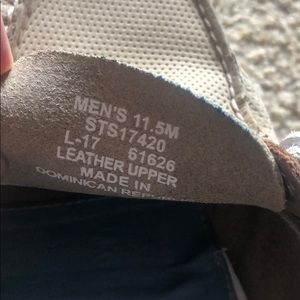 MEN'S 11.5M
STS17420
L-17 61626
LEATHER UPPER
MADE IN
DOMINICAN REPUBLIC